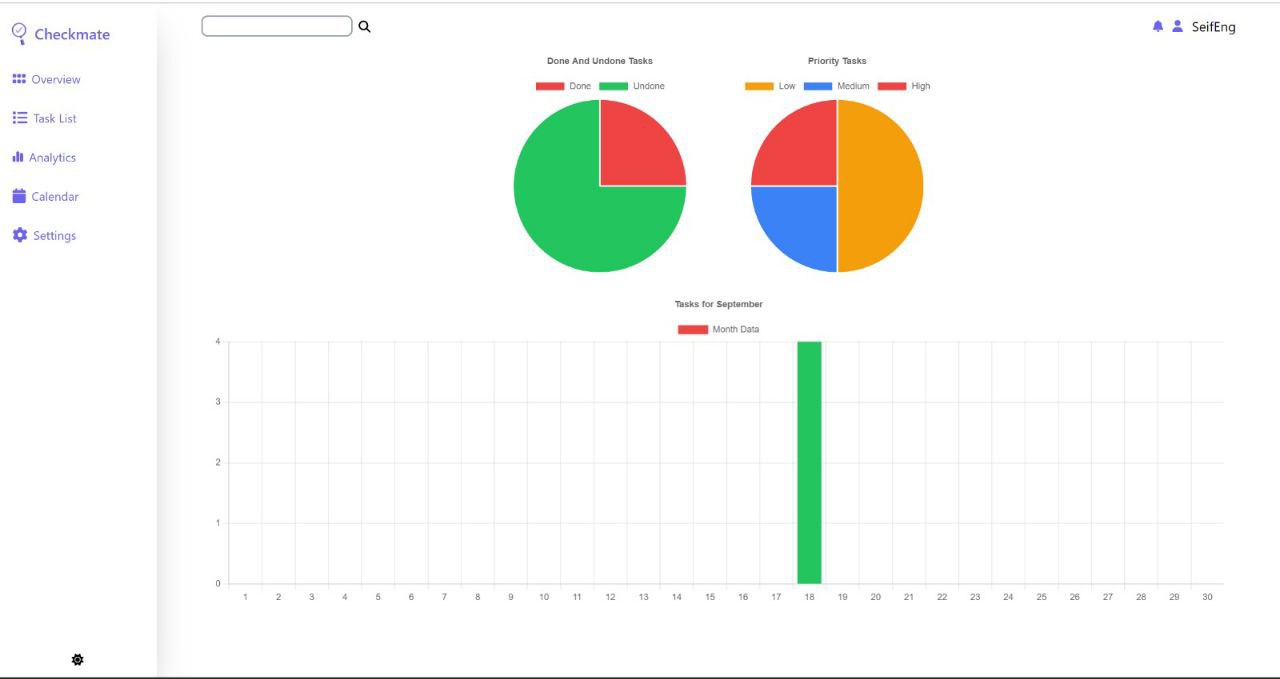 Checkmate
SeifEng
Overview
Task List
Analytics
Calendar
Settings
Done And Undone Tasks
Done Undone
Priority Tasks
Low Medium High
Tasks for September
Month Data
4
3
2
1
0
1 2 3 4 5 6 7 8 9 10 11 12 13 14 15 16 17 18 19 20 21 22 23 24 25 26 27 28 29 30